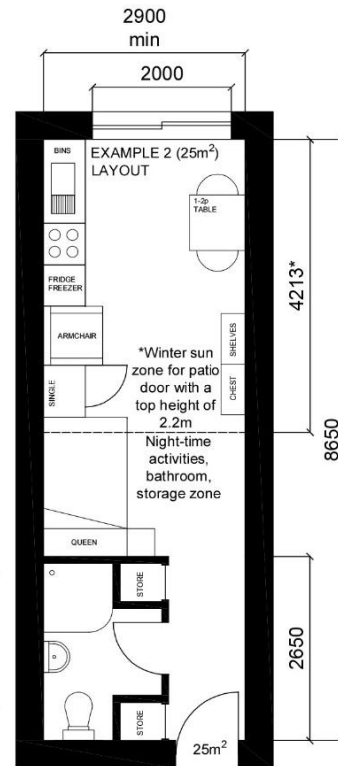 2900
min
2000
BINS
EXAMPLE 2 (25m²)
LAYOUT
1-2p
TABLE
FRIDGE
FREEZER
4213*
ARMCHAIR
SHELVES
*Winter sun
zone for patio
door with a
top height of
2.2m
SINGLE
CHEST
8650
Night-time
activities,
bathroom,
storage zone
QUEEN
STORE
2650
STORE
25m²